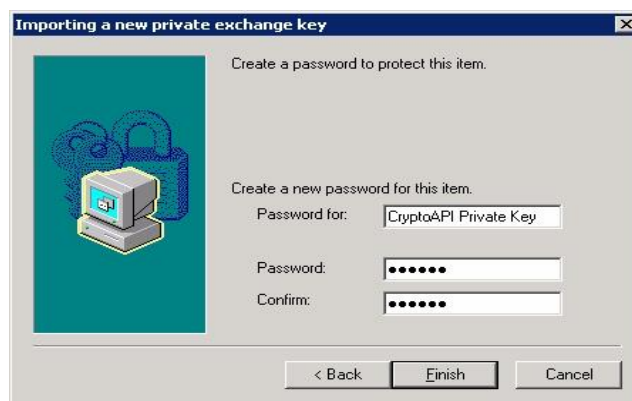 Importing a new private exchange key
Create a password to protect this item.
Create a new password for this item.
Password for: CryptoAPI Private Key
Password: ●●●●●●
Confirm: ●●●●●●
< Back Finish Cancel